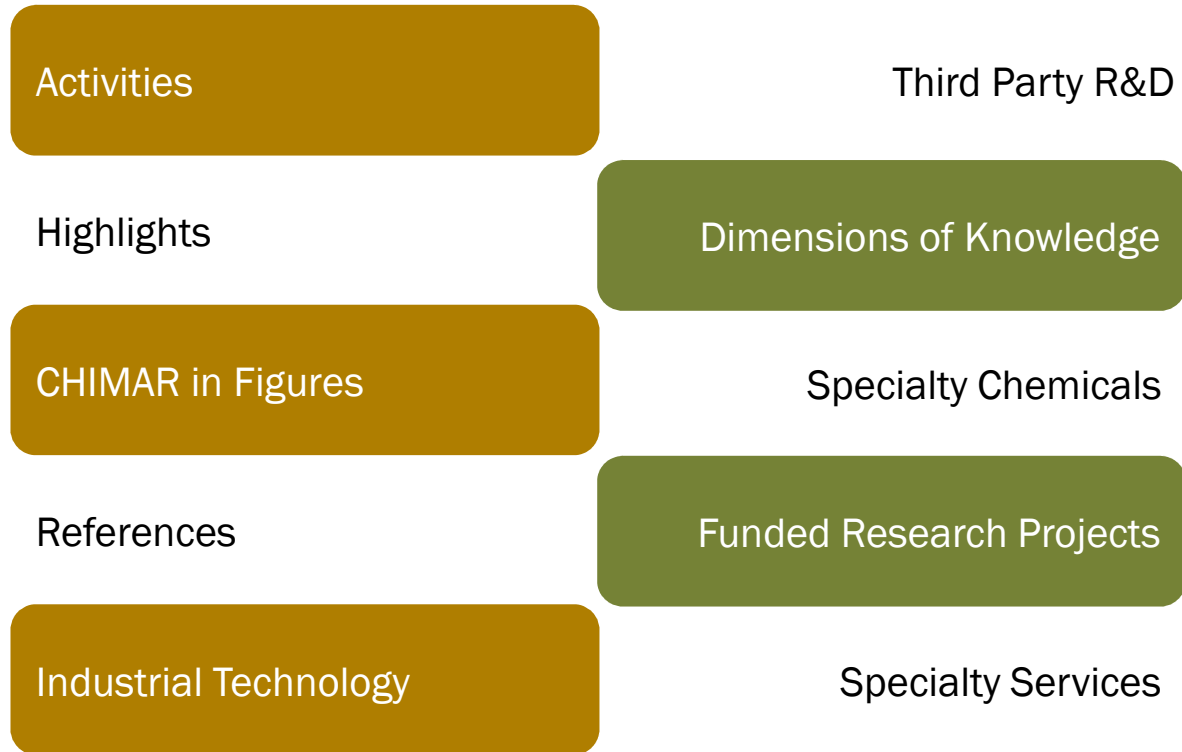 Activities
Highlights
CHIMAR in Figures
References
Industrial Technology
Third Party R&D
Dimensions of Knowledge
Specialty Chemicals
Funded Research Projects
Specialty Services